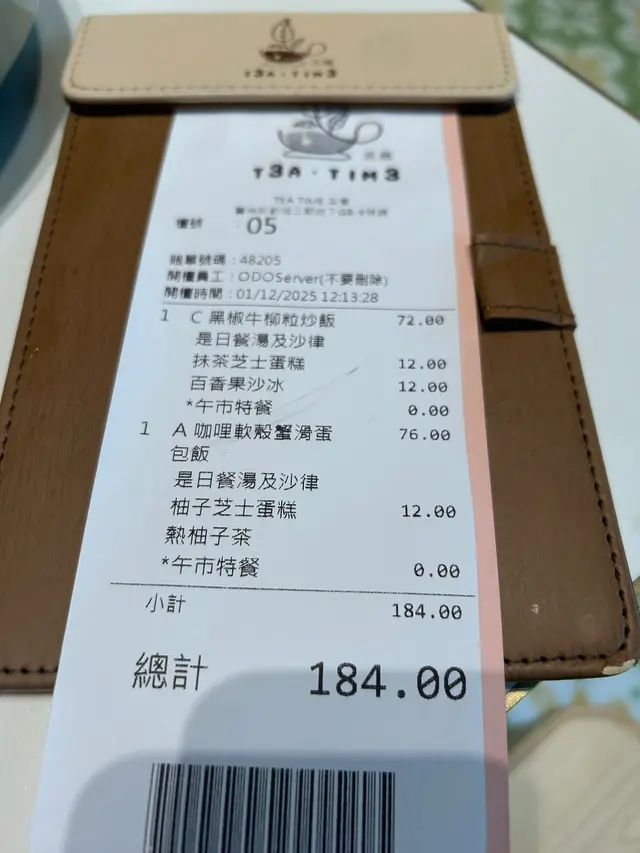 T3A·TIM3
T3A·TIM3
TEA TIME
檯號 : 05
賬單號碼 : 48205
開檯員工 : ODOServer(不要刪除)
開檯時間 : 01/12/2025 12:13:28
1 C 黑椒牛柳粒炒飯 72.00
是日餐湯及沙律
抹茶芝士蛋糕 12.00
百香果沙冰 12.00
*午市特餐 0.00
1 A 咖哩軟殼蟹滑蛋 76.00
包飯
是日餐湯及沙律
柚子芝士蛋糕 12.00
熱柚子茶
*午市特餐 0.00
小計 184.00
總計 184.00